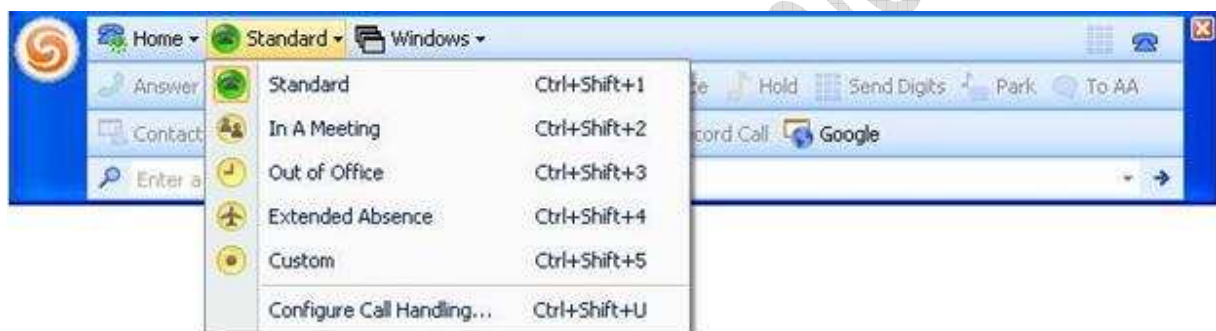 Home Standard Windows
Answer Hold Send Digits Park To AA
Standard Ctrl+Shift+1
Contact Call Google
In A Meeting Ctrl+Shift+2
Enter a
Out of Office Ctrl+Shift+3
Extended Absence Ctrl+Shift+4
Custom Ctrl+Shift+5
Configure Call Handling... Ctrl+Shift+U